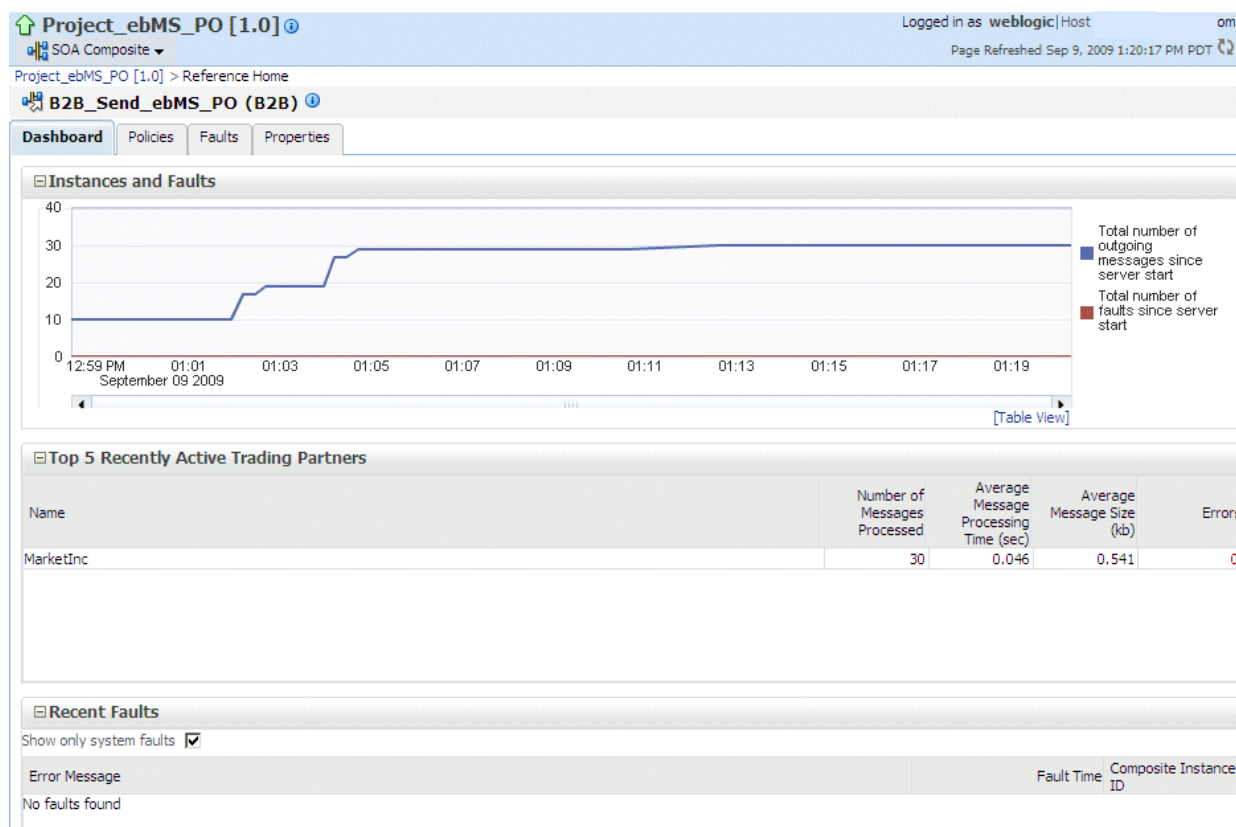 Project_ebMS_PO [1.0]
Logged in as weblogic|Host om
SOA Composite
Page Refreshed Sep 9, 2009 1:20:17 PM PDT
Project_ebMS_PO [1.0] > Reference Home
B2B_Send_ebMS_PO (B2B)
Dashboard Policies Faults Properties
Instances and Faults
40
30
20
10
0
12:59 PM 01:01 01:03 01:05 01:07 01:09 01:11 01:13 01:15 01:17 01:19
September 09 2009
Total number of
outgoing
messages since
server start
Total number of
faults since server
start
[Table View]
Top 5 Recently Active Trading Partners
Name
Number of
Messages
Processed
Average
Message
Processing
Time (sec)
Average
Message Size
(kb)
Errors
MarketInc 30 0.046 0.541 0
Recent Faults
Show only system faults
Error Message
Fault Time
Composite Instance
ID
No faults found